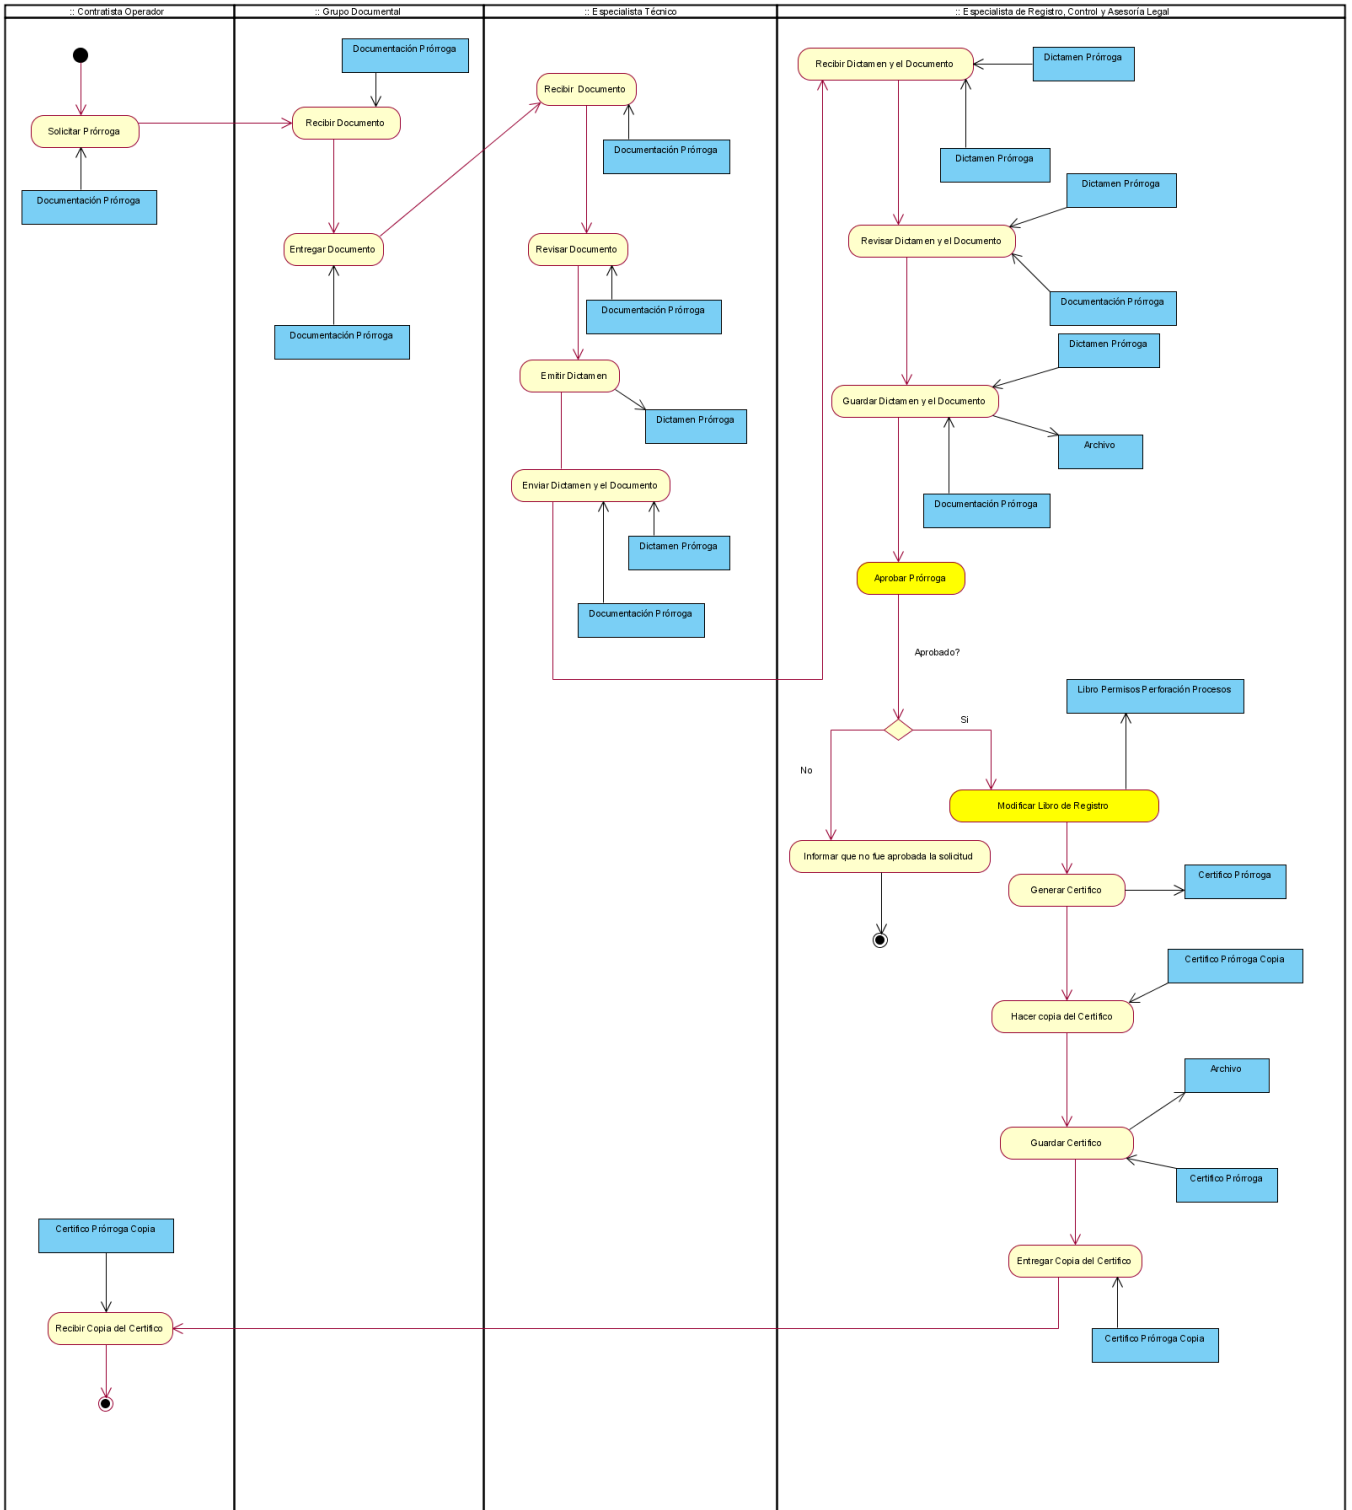 :: Contratista Operador
:: Grupo Documental
:: Especialista Técnico
:: Especialista de Registro, Control y Asesoría Legal
Solicitar Prórroga
Documentación Prórroga
Documentación Prórroga
Recibir Documento
Entregar Documento
Documentación Prórroga
Recibir Documento
Documentación Prórroga
Revisar Documento
Documentación Prórroga
Emitir Dictamen
Dictamen Prórroga
Enviar Dictamen y el Documento
Dictamen Prórroga
Documentación Prórroga
Recibir Dictamen y el Documento
Dictamen Prórroga
Dictamen Prórroga
Dictamen Prórroga
Revisar Dictamen y el Documento
Documentación Prórroga
Dictamen Prórroga
Guardar Dictamen y el Documento
Archivo
Documentación Prórroga
Aprobar Prórroga
Aprobado?
Libro Permisos Perforación Procesos
Si
No
Modificar Libro de Registro
Informar que no fue aprobada la solicitud
Generar Certifico
Certifico Prórroga
Certifico Prórroga Copia
Hacer copia del Certifico
Archivo
Guardar Certifico
Certifico Prórroga
Entregar Copia del Certifico
Certifico Prórroga Copia
Certifico Prórroga Copia
Recibir Copia del Certifico